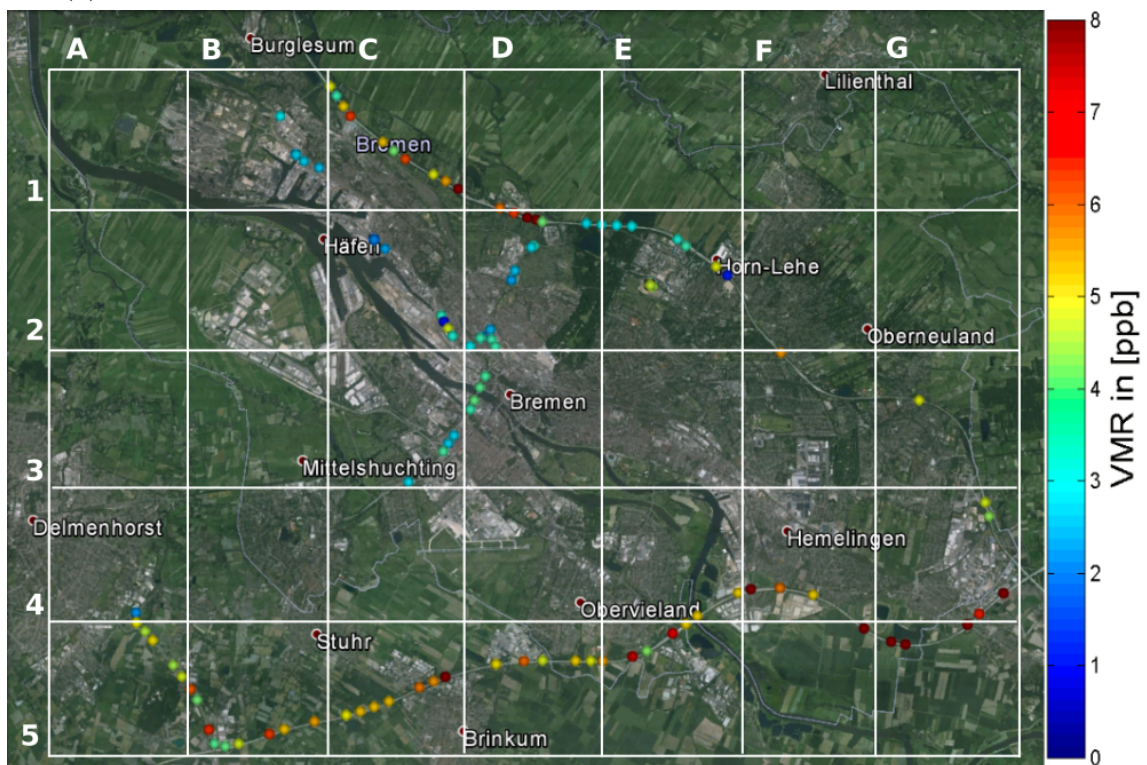 8
A B C D E F G
Burglesum
Lilienthal
7
Bremen
1
6
Häfen
Horn-Lehe
5
2
Oberneuland
VMR in [ppb]
4
Bremen
3
Mittelshuchting
3
Delmenhorst
Hemelingen
2
4
Obervieland
Stuhr
1
5
Brinkum
0